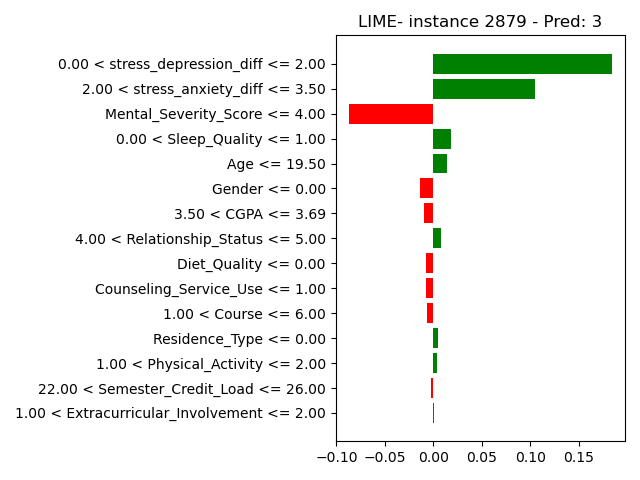 LIME- instance 2879 - Pred: 3
0.00 < stress_depression_diff <= 2.00
2.00 < stress_anxiety_diff <= 3.50
Mental_Severity_Score <= 4.00
0.00 < Sleep_Quality <= 1.00
Age <= 19.50
Gender <= 0.00
3.50 < CGPA <= 3.69
4.00 < Relationship_Status <= 5.00
Diet_Quality <= 0.00
Counseling_Service_Use <= 1.00
1.00 < Course <= 6.00
Residence_Type <= 0.00
1.00 < Physical_Activity <= 2.00
22.00 < Semester_Credit_Load <= 26.00
1.00 < Extracurricular_Involvement <= 2.00
−0.10 −0.05 0.00 0.05 0.10 0.15